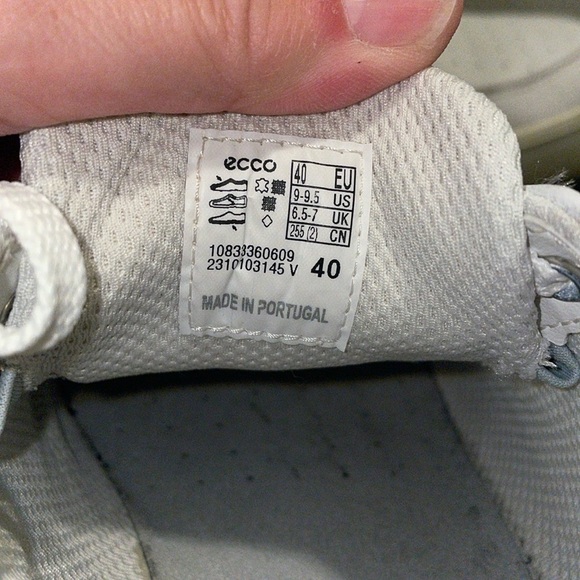 ecco
40 EU
9-9.5 US
6.5-7 UK
255 (2) CN
10833360609
2310103145 V 40
MADE IN PORTUGAL